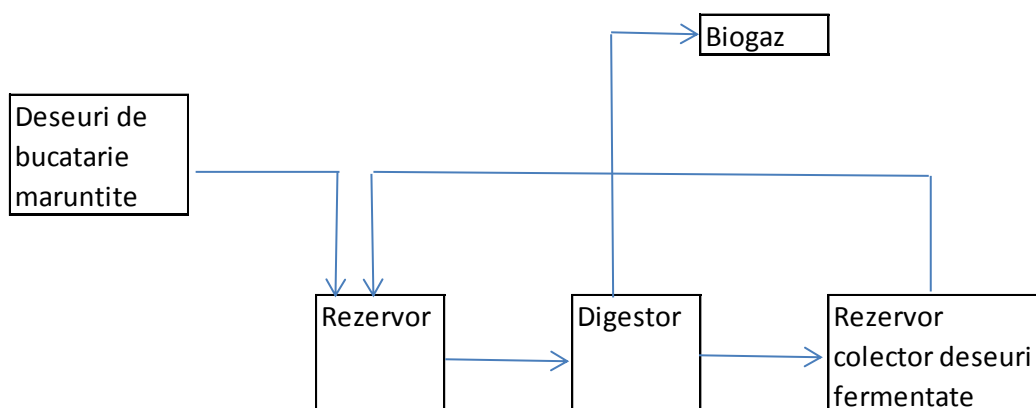 Biogaz
Deseuri de
bucatarie
maruntite
Rezervor
Digestor
Rezervor
colector deseuri
fermentate